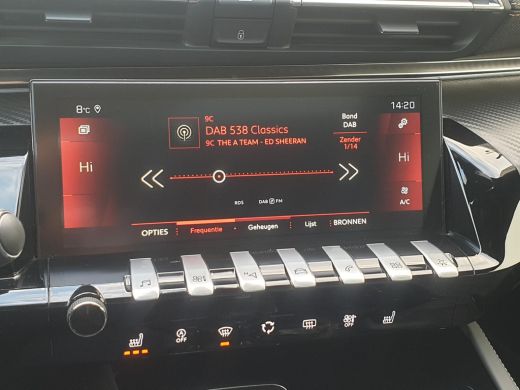 8°C 14:20
9C
DAB 538 Classics
9C THE A TEAM - ED SHEERAN
Band
DAB
Zender
1/14
Hi
Hi
A/C
RDS DAB FM
OPTIES Frequentie Geheugen Lijst BRONNEN
A OFF
OFF